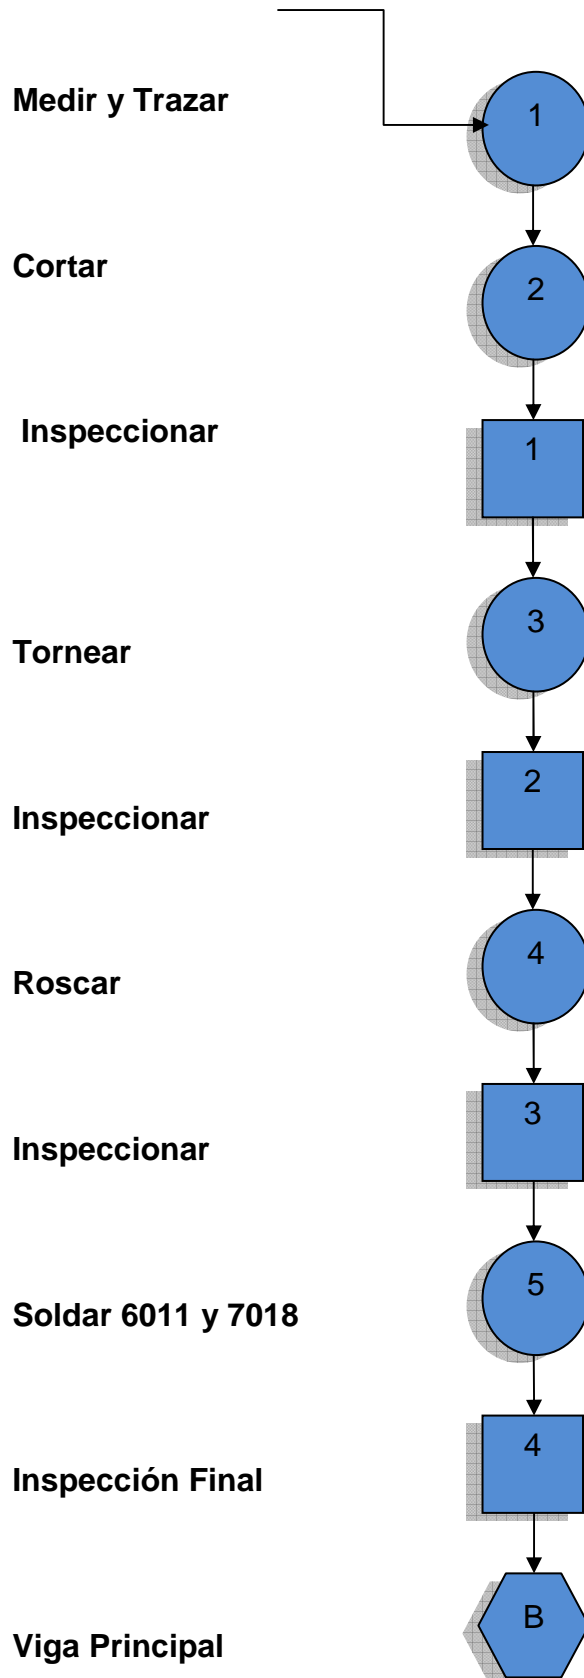 Medir y Trazar
1
Cortar
2
Inspeccionar
1
Tornear
3
Inspeccionar
2
Roscar
4
Inspeccionar
3
Soldar 6011 y 7018
5
Inspección Final
4
Viga Principal
B